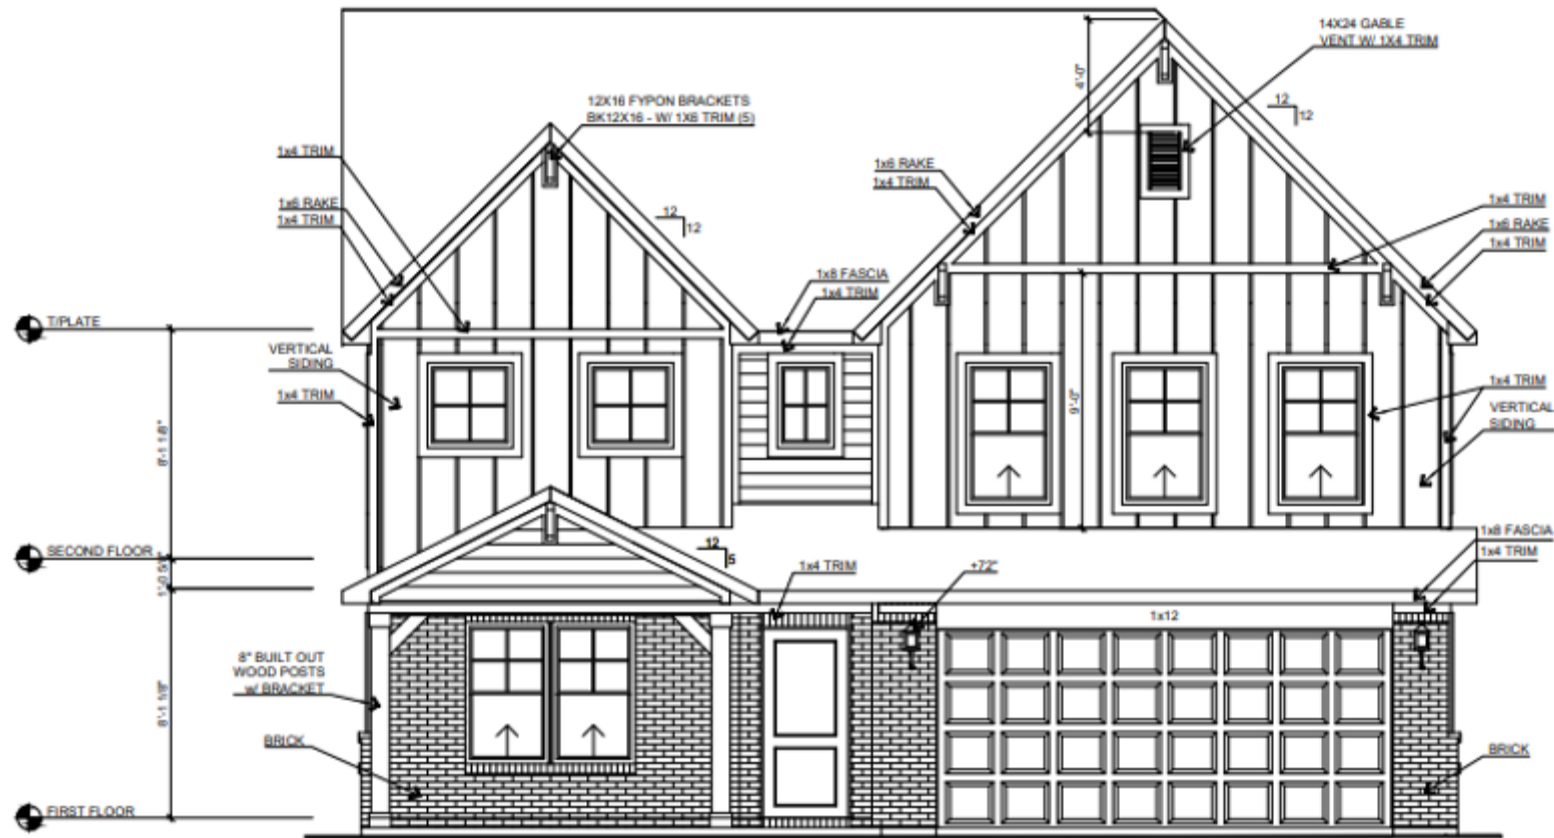 14X24 GABLE
VENT W/ 1X4 TRIM
4'-0"
12X16 FYPON BRACKETS
BK12X16 - W/ 1X6 TRIM (5)
12
12
1x4 TRIM
1x6 RAKE
1x4 TRIM
1x6 RAKE
1x4 TRIM
12
12
1x4 TRIM
1x6 RAKE
1x4 TRIM
1x8 FASCIA
1x4 TRIM
T/PLATE
VERTICAL
SIDING
1x4 TRIM
9'-0"
1x4 TRIM
VERTICAL
SIDING
8'-1 1/8"
SECOND FLOOR
12
5
1x8 FASCIA
1x4 TRIM
1x4 TRIM
+72"
1x12
8" BUILT OUT
WOOD POSTS
w/ BRACKET
8'-1 1/8"
BRICK
BRICK
FIRST FLOOR